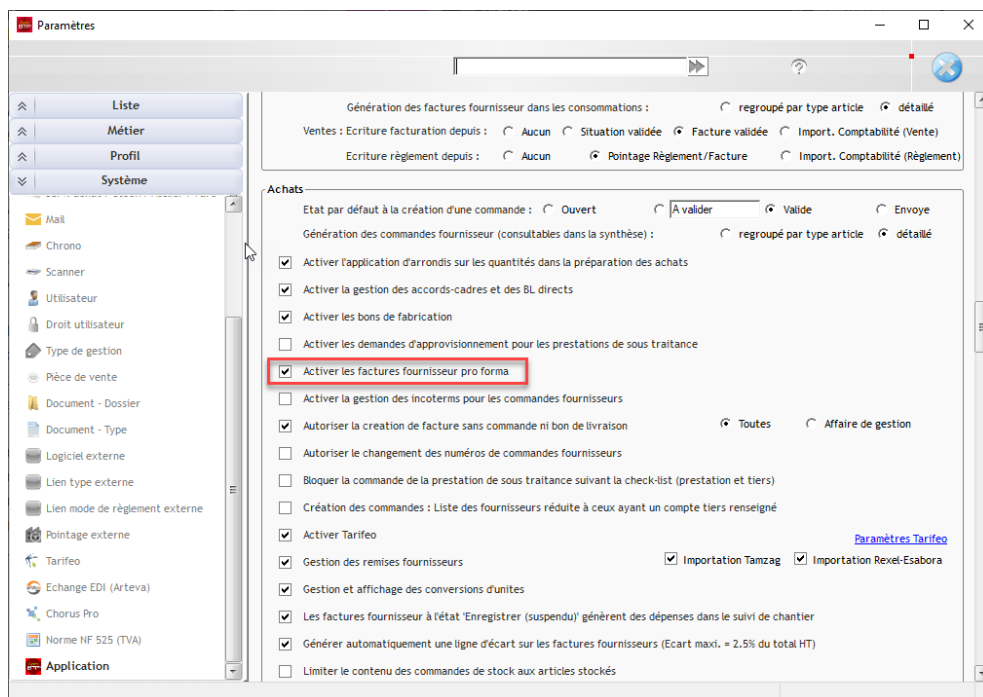 Paramètres
Liste
Métier
Profil
Système
Mail
Chrono
Scanner
Utilisateur
Droit utilisateur
Type de gestion
Pièce de vente
Document - Dossier
Document - Type
Logiciel externe
Lien type externe
Lien mode de règlement externe
Pointage externe
Tarifeo
Echange EDI (Arteva)
Chorus Pro
Norme NF 525 (TVA)
Application
Génération des factures fournisseur dans les consommations : regroupé par type article détaillé
Ventes : Ecriture facturation depuis : Aucun Situation validée Facture validée Import. Comptabilité (Vente)
Ecriture règlement depuis : Aucun Pointage Règlement/Facture Import. Comptabilité (Règlement)
Achats
Etat par défaut à la création d'une commande : Ouvert A valider Valide Envoye
Génération des commandes fournisseur (consultables dans la synthèse) : regroupé par type article détaillé
Activer l'application d'arrondis sur les quantités dans la préparation des achats
Activer la gestion des accords-cadres et des BL directs
Activer les bons de fabrication
Activer les demandes d'approvisionnement pour les prestations de sous traitance
Activer les factures fournisseur pro forma
Activer la gestion des incoterms pour les commandes fournisseurs
Autoriser la creation de facture sans commande ni bon de livraison Toutes Affaire de gestion
Autoriser le changement des numéros de commandes fournisseurs
Bloquer la commande de la prestation de sous traitance suivant la check-list (prestation et tiers)
Création des commandes : Liste des fournisseurs réduite à ceux ayant un compte tiers renseigné
Activer Tarifeo Paramètres Tarifeo
Gestion des remises fournisseurs Importation Tamzag Importation Rexel-Esabora
Gestion et affichage des conversions d'unites
Les factures fournisseur à l'état 'Enregistrer (suspendu)' génèrent des dépenses dans le suivi de chantier
Générer automatiquement une ligne d'écart sur les factures fournisseurs (Ecart maxi. = 2.5% du total HT)
Limiter le contenu des commandes de stock aux articles stockés